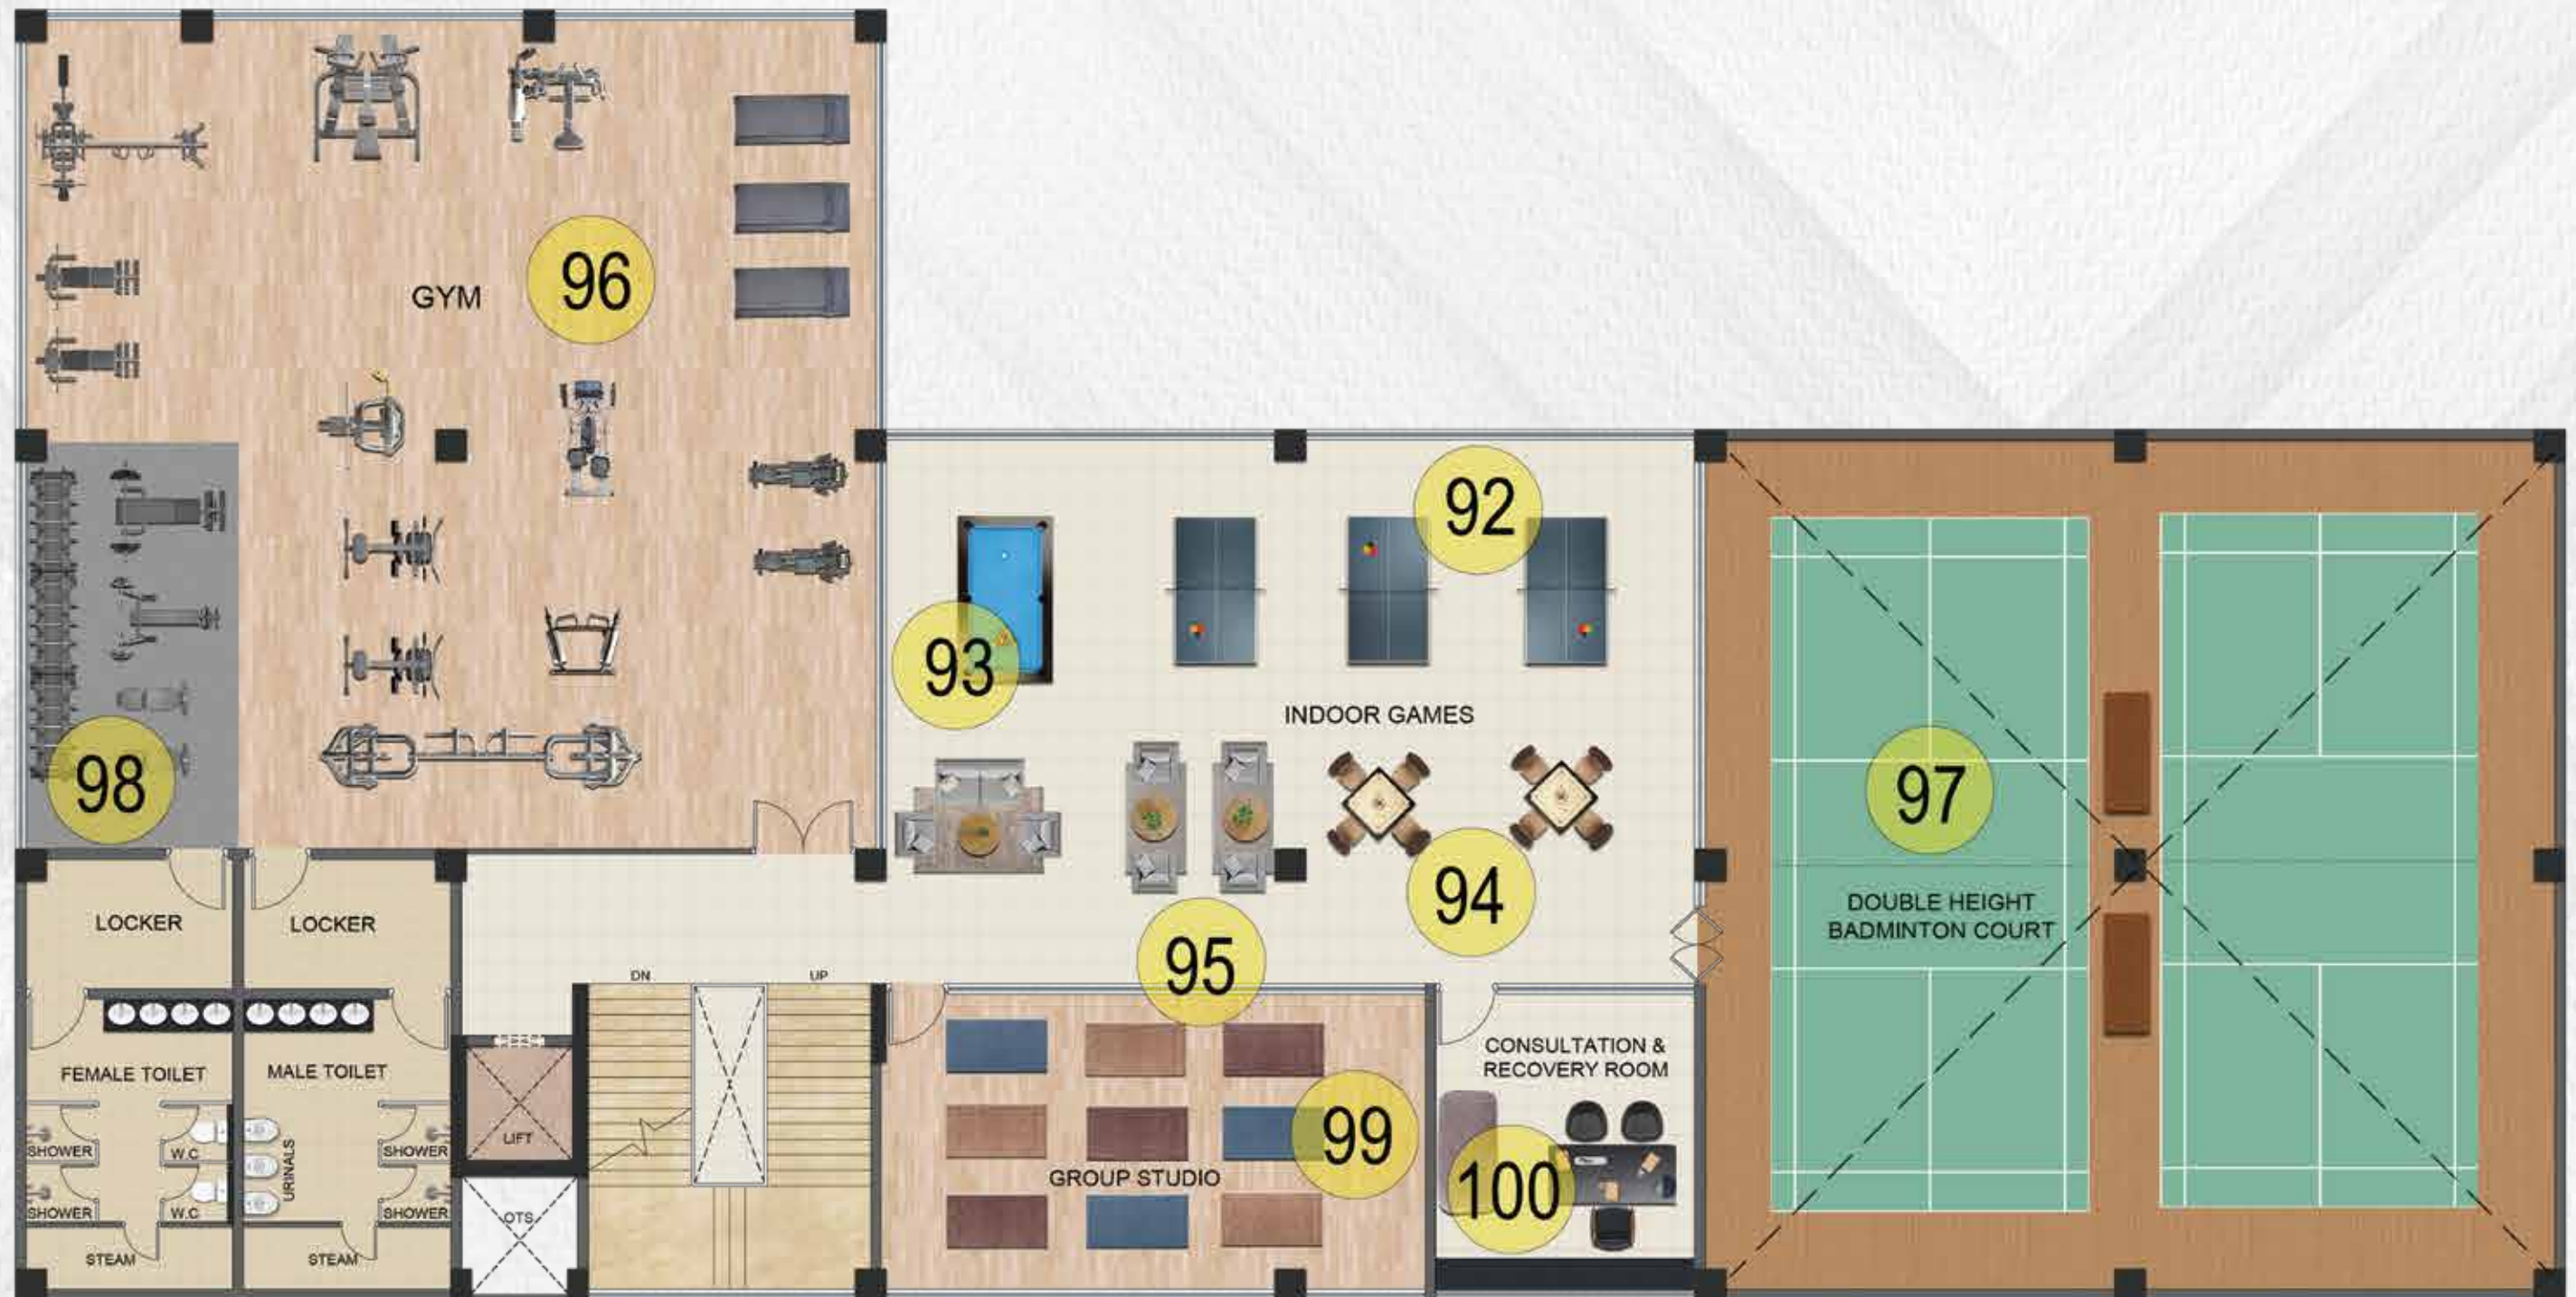 96
GYM
92
93
INDOOR GAMES
98
97
94
DOUBLE HEIGHT
BADMINTON COURT
LOCKER
LOCKER
95
DN
UP
CONSULTATION &
RECOVERY ROOM
FEMALE TOILET
MALE TOILET
LIFT
99
SHOWER
W.C
URINALS
SHOWER
GROUP STUDIO
100
SHOWER
W.C
SHOWER
OTS
STEAM
STEAM